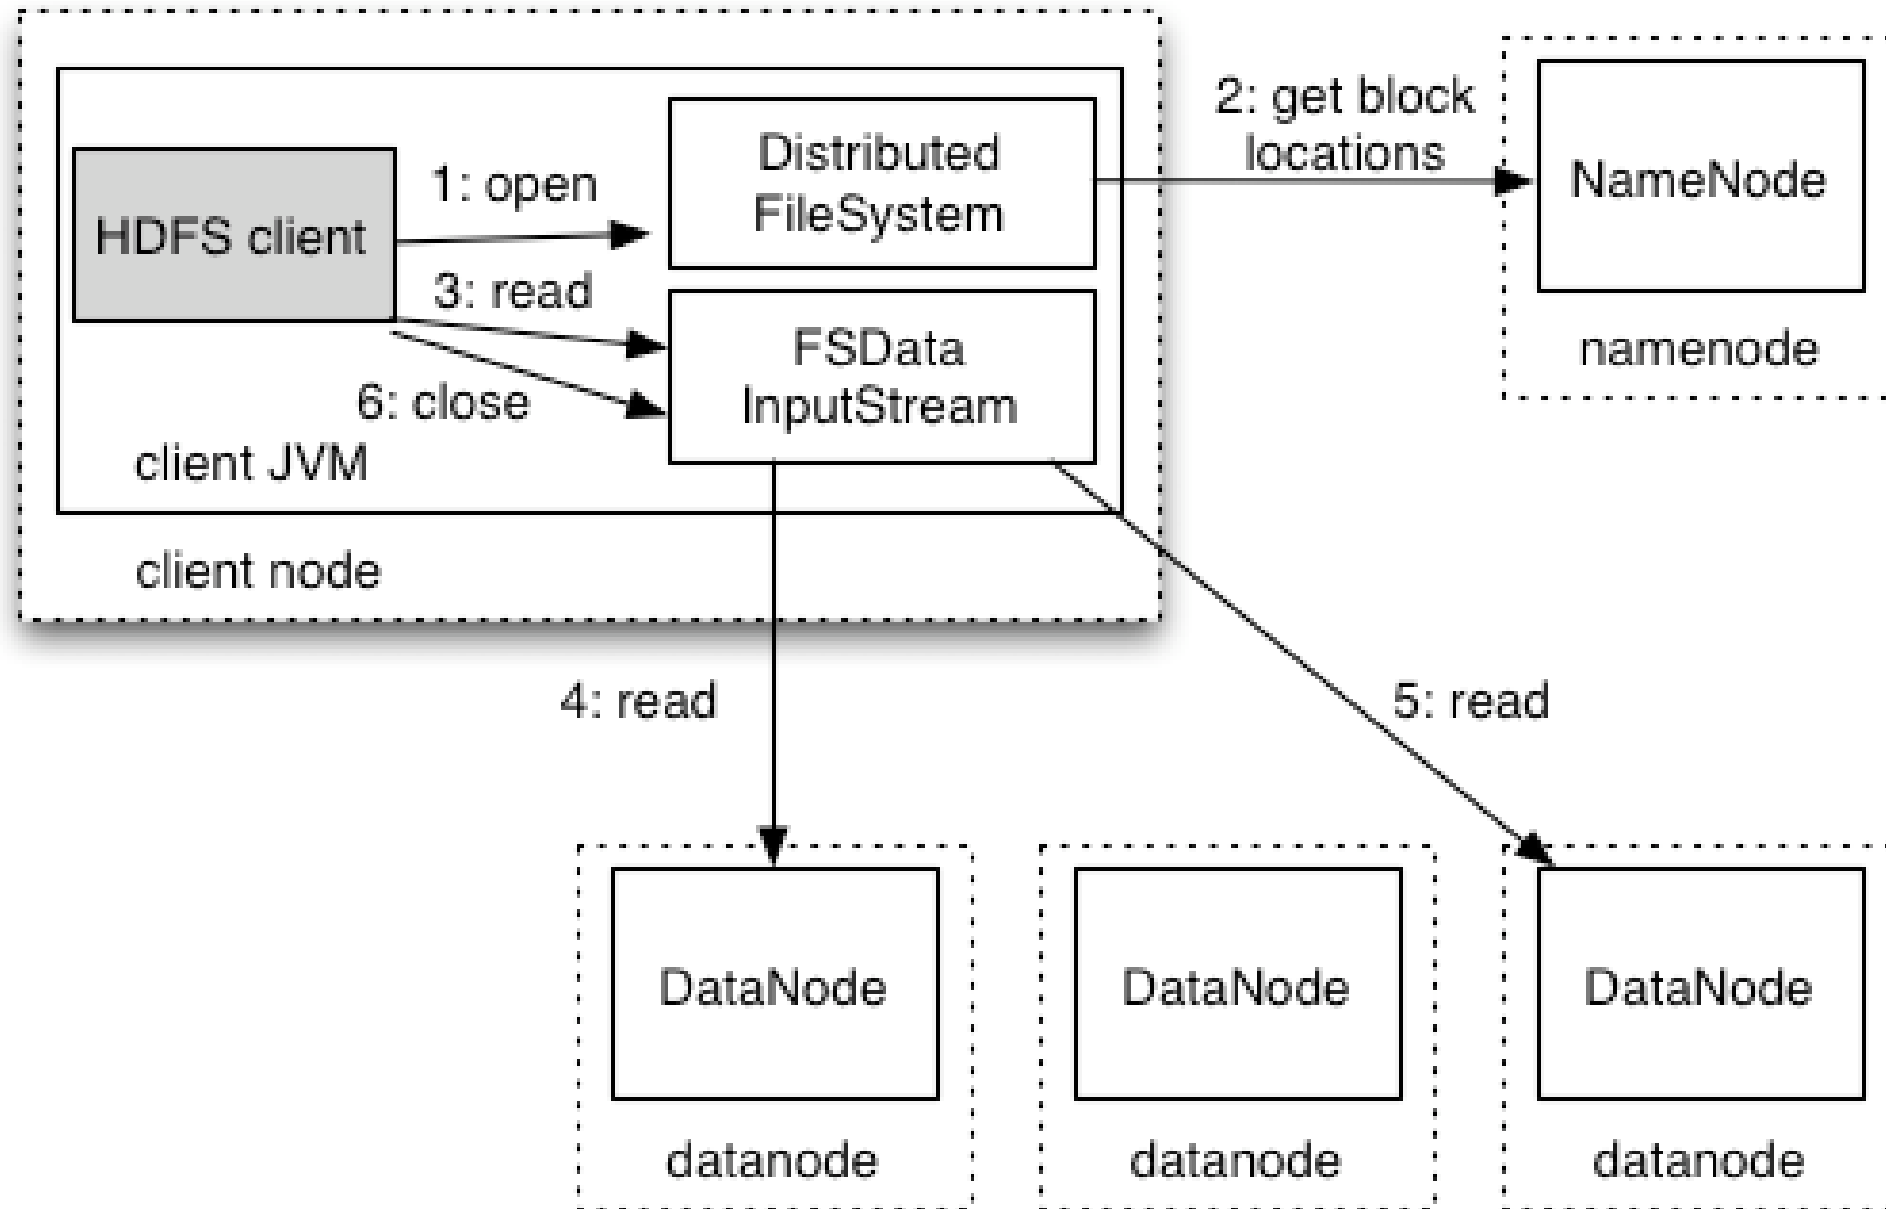 Distributed
FileSystem
2: get block
locations
NameNode
namenode
HDFS client
1: open
3: read
6: close
FSData
InputStream
client JVM
client node
4: read
5: read
DataNode
DataNode
DataNode
datanode
datanode
datanode